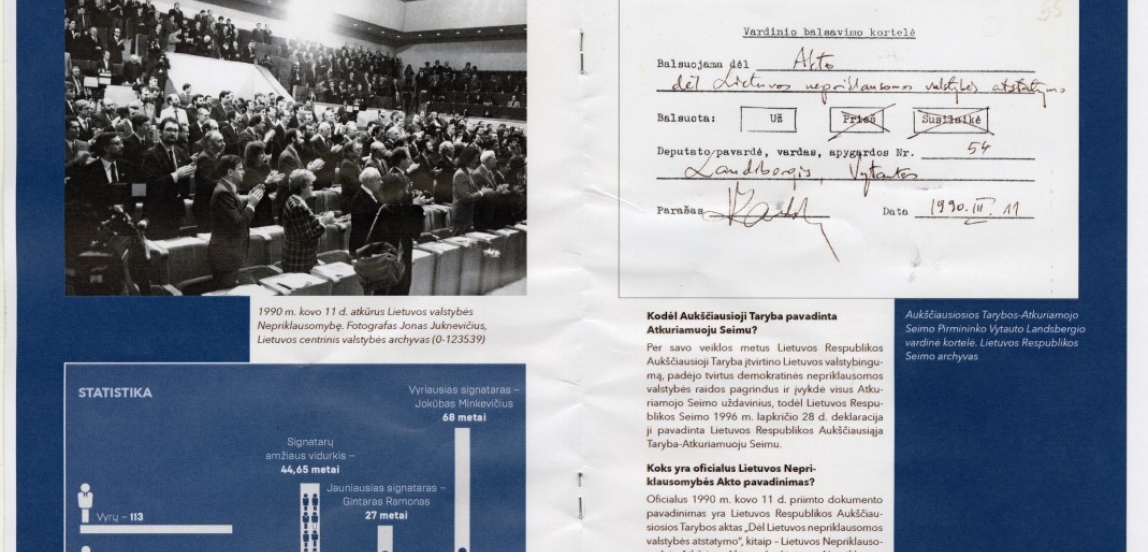 1990 m. kovo 11 d. atkūrus Lietuvos valstybės
Nepriklausomybę. Fotografas Jonas Juknevičius,
Lietuvos centrinis valstybės archyvas (0-123539)
STATISTIKA
Vyriausias signataras –
Jokūbas Minkevičius
68 metai
Signatarų
amžiaus vidurkis –
44,65 metai
Jauniausias signataras –
Gintaras Ramonas
27 metai
Vyrų – 113
55
Vardinio balsavimo kortelė
Balsuojama dėl Akto
dėl Lietuvos nepriklausomos valstybės atstatymo
Balsuota: Už Prieš Susilaikė
Deputato pavardė, vardas, apygardos Nr. 54
Landsbergis, Vytautas
Parašas Data 1990.III.11
Kodėl Aukščiausioji Taryba pavadinta
Atkuriamuoju Seimu?
Per savo veiklos metus Lietuvos Respublikos
Aukščiausioji Taryba įtvirtino Lietuvos valstybingu-
mą, padėjo tvirtus demokratinės nepriklausomos
valstybės raidos pagrindus ir įvykdė visus Atku-
riamojo Seimo uždavinius, todėl Lietuvos Respu-
blikos Seimo 1996 m. lapkričio 28 d. deklaracija
ji pavadinta Lietuvos Respublikos Aukščiausiąja
Taryba-Atkuriamuoju Seimu.
Koks yra oficialus Lietuvos Nepri-
klausomybės Akto pavadinimas?
Oficialus 1990 m. kovo 11 d. priimto dokumento
pavadinimas yra Lietuvos Respublikos Aukščiau-
siosios Tarybos aktas „Dėl Lietuvos nepriklausomos
valstybės atstatymo“, kitaip – Lietuvos Nepriklauso-
Aukščiausiosios Tarybos-Atkuriamojo
Seimo Pirmininko Vytauto Landsbergio
vardinė kortelė. Lietuvos Respublikos
Seimo archyvas